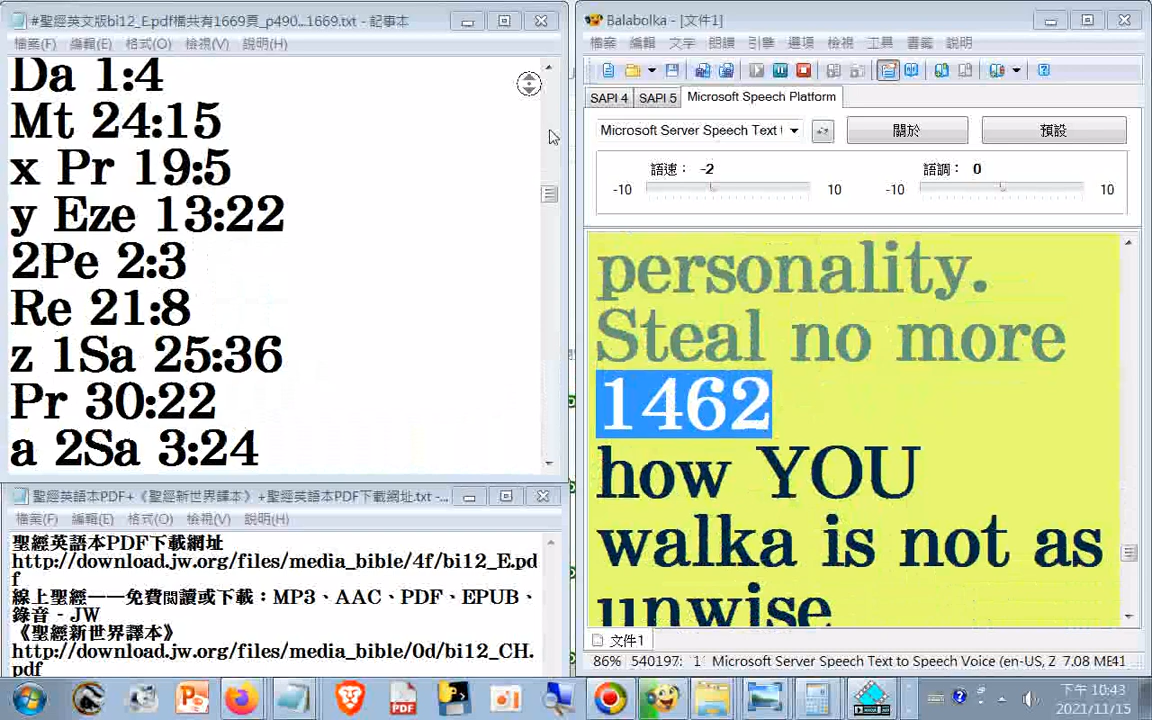 #聖經英文版bi12_E.pdf橫共有1669頁_p490...1669.txt - 記事本
檔案(F) 編輯(E) 格式(O) 檢視(V) 說明(H)
Da 1:4
Mt 24:15
x Pr 19:5
y Eze 13:22
2Pe 2:3
Re 21:8
z 1Sa 25:36
Pr 30:22
a 2Sa 3:24
聖經英語本PDF+《聖經新世界譯本》+聖經英語本PDF下載網址.txt -...
檔案(F) 編輯(E) 格式(O) 檢視(V) 說明(H)
聖經英語本PDF下載網址
http://download.jw.org/files/media_bible/4f/bi12_E.pd
f
線上聖經——免費閱讀或下載：MP3、AAC、PDF、EPUB、
錄音 - JW
《聖經新世界譯本》
http://download.jw.org/files/media_bible/0d/bi12_CH.
pdf
Balabolka - [文件1]
檔案 編輯 文字 朗讀 引擎 選項 檢視 工具 書籤 說明
SAPI 4 SAPI 5 Microsoft Speech Platform
Microsoft Server Speech Text 關於 預設
語速： -2 語調： 0
-10 10 -10 10
personality.
Steal no more
1462
how YOU
walka is not as
unwise
文件1
86% 540197: Microsoft Server Speech Text to Speech Voice (en-US, Z 7.08 ME41
下午 10:43
2021/11/15